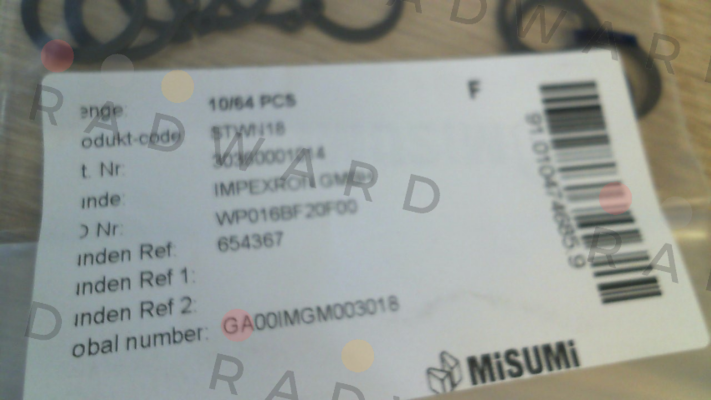 enge: 10/64 PCS F
odukt-code: STWN18
t. Nr:
unde: IMPEXRON GMBH
O Nr: WP016BF20F00
unden Ref: 654367
unden Ref 1:
unden Ref 2:
obal number: GA00IMGM003018
MiSUMi
RADWARD